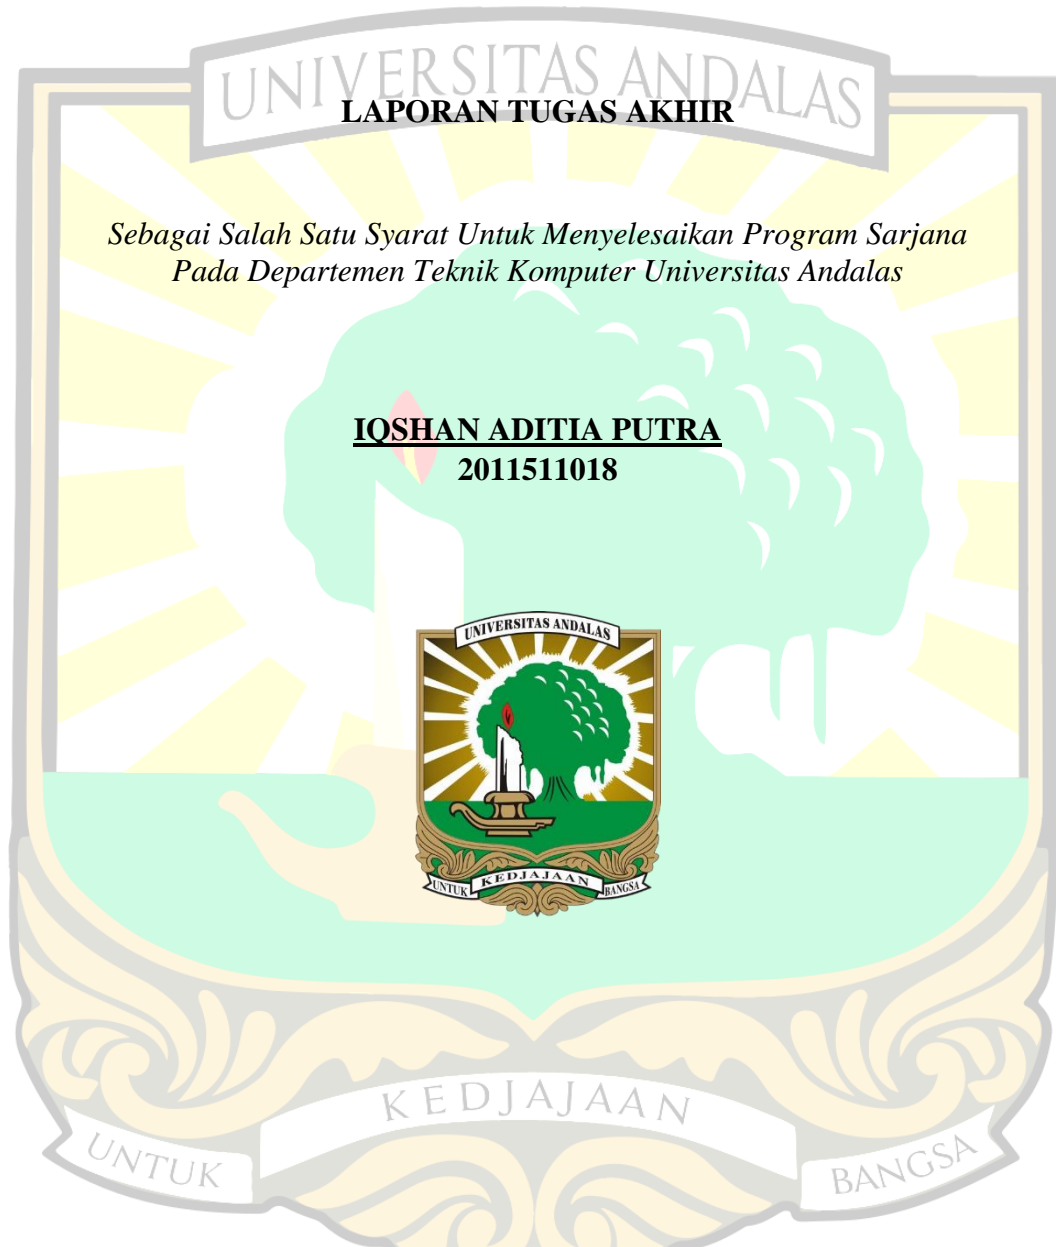 UNIVERSITAS ANDALAS
LAPORAN TUGAS AKHIR
Sebagai Salah Satu Syarat Untuk Menyelesaikan Program Sarjana
Pada Departemen Teknik Komputer Universitas Andalas
IQSHAN ADITIA PUTRA
2011511018
UNIVERSITAS ANDALAS
UNTUK KEDJAJAAN BANGSA
UNTUK KEDJAJAAN BANGSA